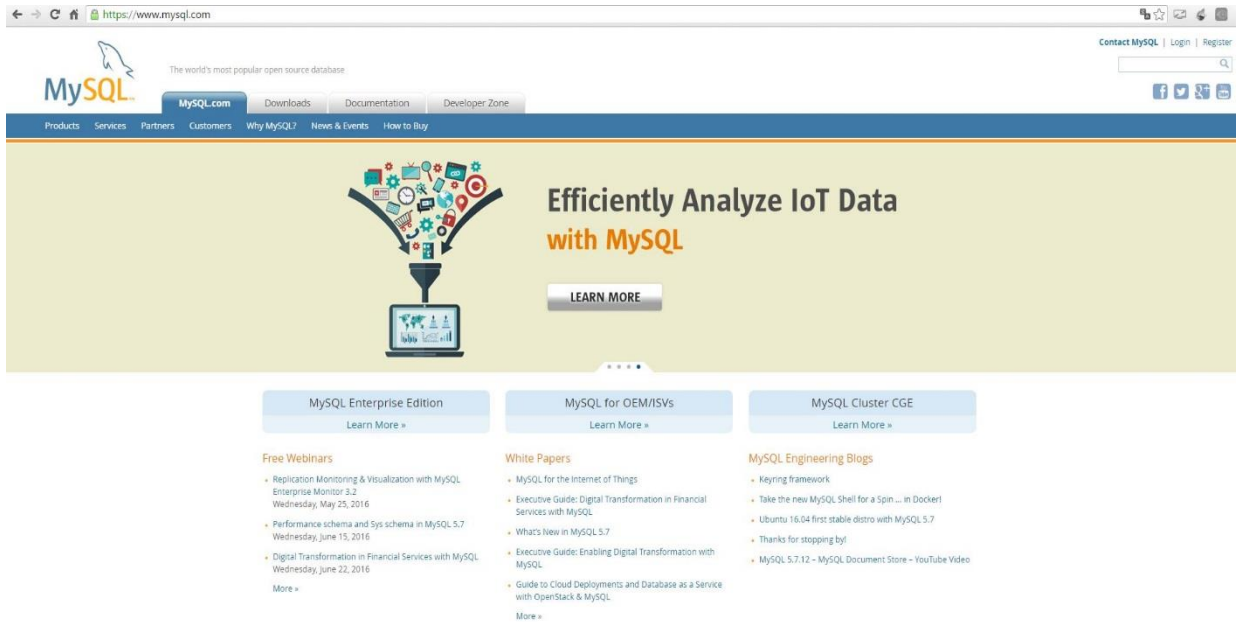 https://www.mysql.com
Contact MySQL | Login | Register
The world's most popular open source database
MySQL
MySQL.com Downloads Documentation Developer Zone
Products Services Partners Customers Why MySQL? News & Events How to Buy
Efficiently Analyze IoT Data
with MySQL
LEARN MORE
MySQL Enterprise Edition
Learn More »
MySQL for OEM/ISVs
Learn More »
MySQL Cluster CGE
Learn More »
Free Webinars
Replication Monitoring & Visualization with MySQL
Enterprise Monitor 3.2
Wednesday, May 25, 2016
Performance schema and Sys schema in MySQL 5.7
Wednesday, June 15, 2016
Digital Transformation in Financial Services with MySQL
Wednesday, June 22, 2016
More »
White Papers
MySQL for the Internet of Things
Executive Guide: Digital Transformation in Financial
Services with MySQL
What's New in MySQL 5.7
Executive Guide: Enabling Digital Transformation with
MySQL
Guide to Cloud Deployments and Database as a Service
with OpenStack & MySQL
More »
MySQL Engineering Blogs
Keyring framework
Take the new MySQL Shell for a Spin ... in Docker!
Ubuntu 16.04 first stable distro with MySQL 5.7
Thanks for stopping by!
MySQL 5.7.12 – MySQL Document Store – YouTube Video